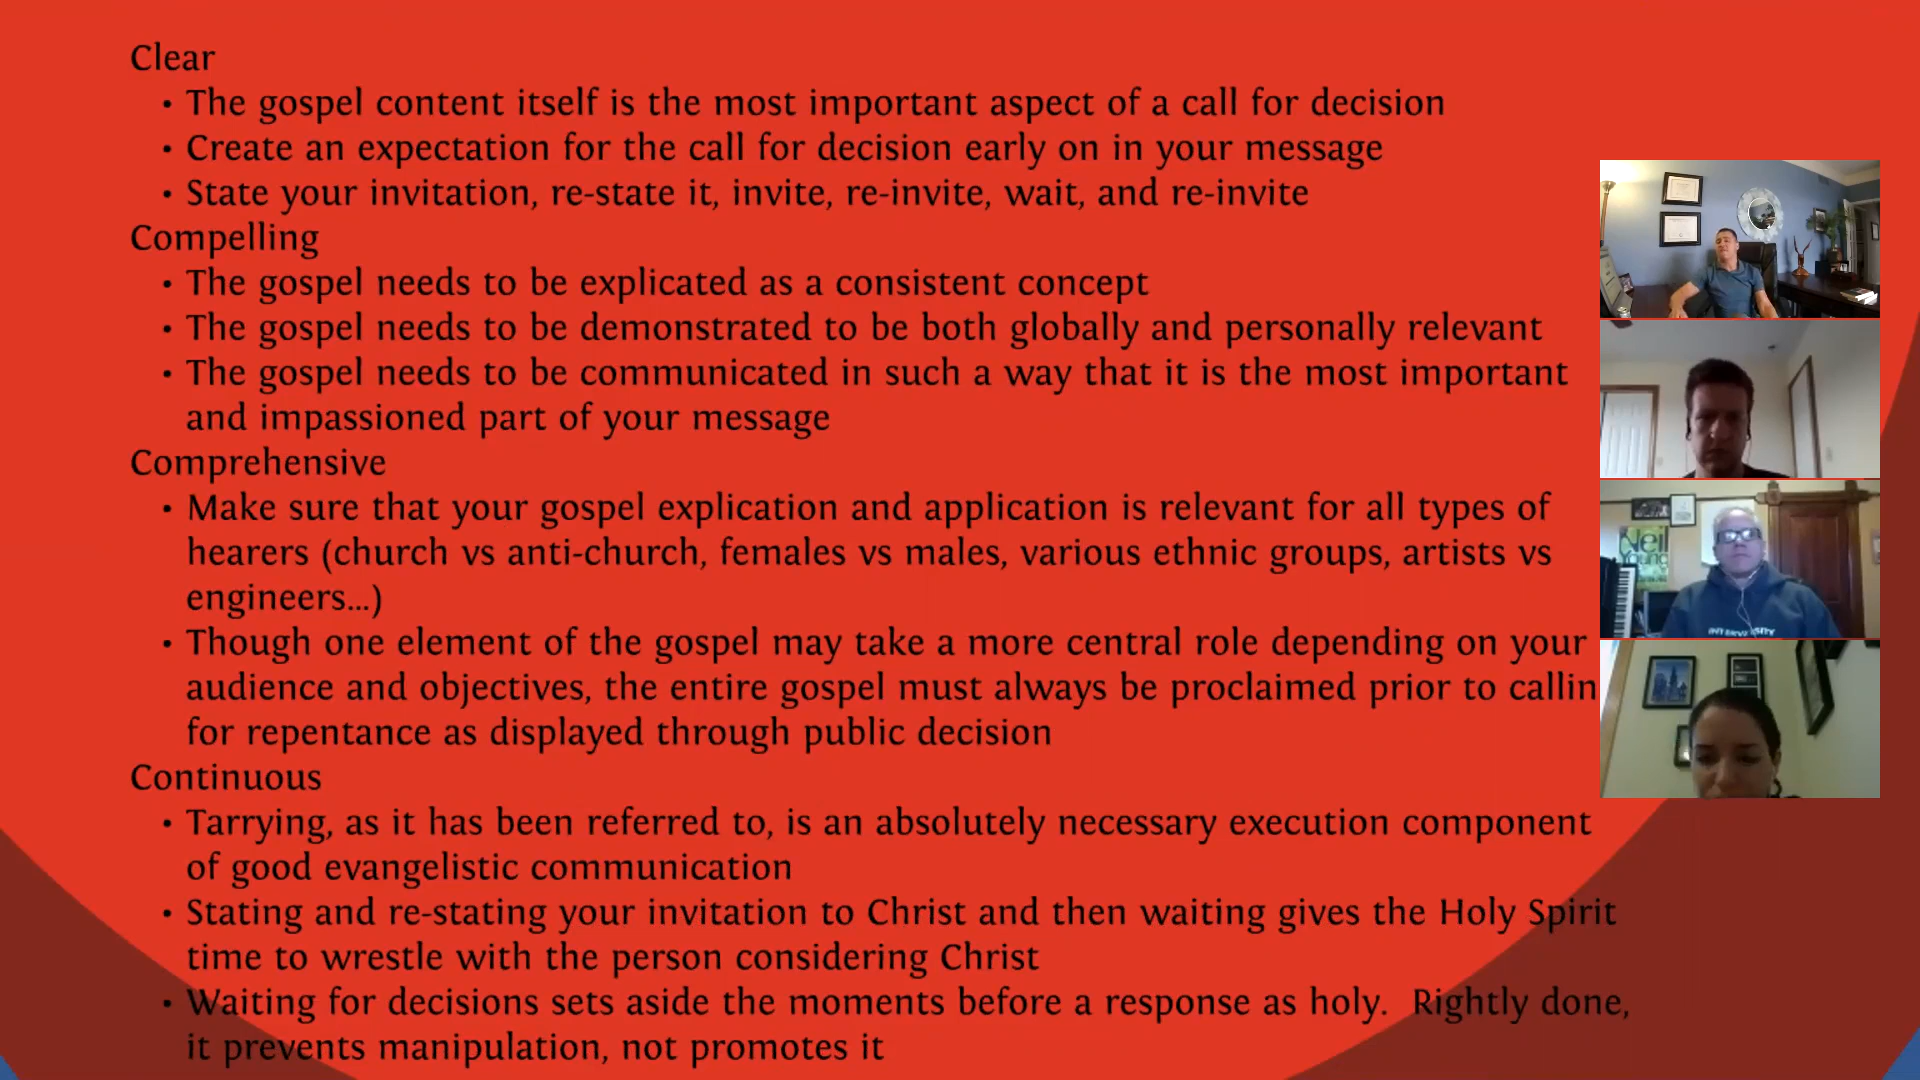 Clear
• The gospel content itself is the most important aspect of a call for decision
• Create an expectation for the call for decision early on in your message
• State your invitation, re-state it, invite, re-invite, wait, and re-invite
Compelling
• The gospel needs to be explicated as a consistent concept
• The gospel needs to be demonstrated to be both globally and personally relevant
• The gospel needs to be communicated in such a way that it is the most important
and impassioned part of your message
Comprehensive
• Make sure that your gospel explication and application is relevant for all types of
hearers (church vs anti-church, females vs males, various ethnic groups, artists vs
engineers...)
• Though one element of the gospel may take a more central role depending on your
audience and objectives, the entire gospel must always be proclaimed prior to callin
for repentance as displayed through public decision
Continuous
• Tarrying, as it has been referred to, is an absolutely necessary execution component
of good evangelistic communication
• Stating and re-stating your invitation to Christ and then waiting gives the Holy Spirit
time to wrestle with the person considering Christ
• Waiting for decisions sets aside the moments before a response as holy.  Rightly done,
it prevents manipulation, not promotes it
Neil
Young